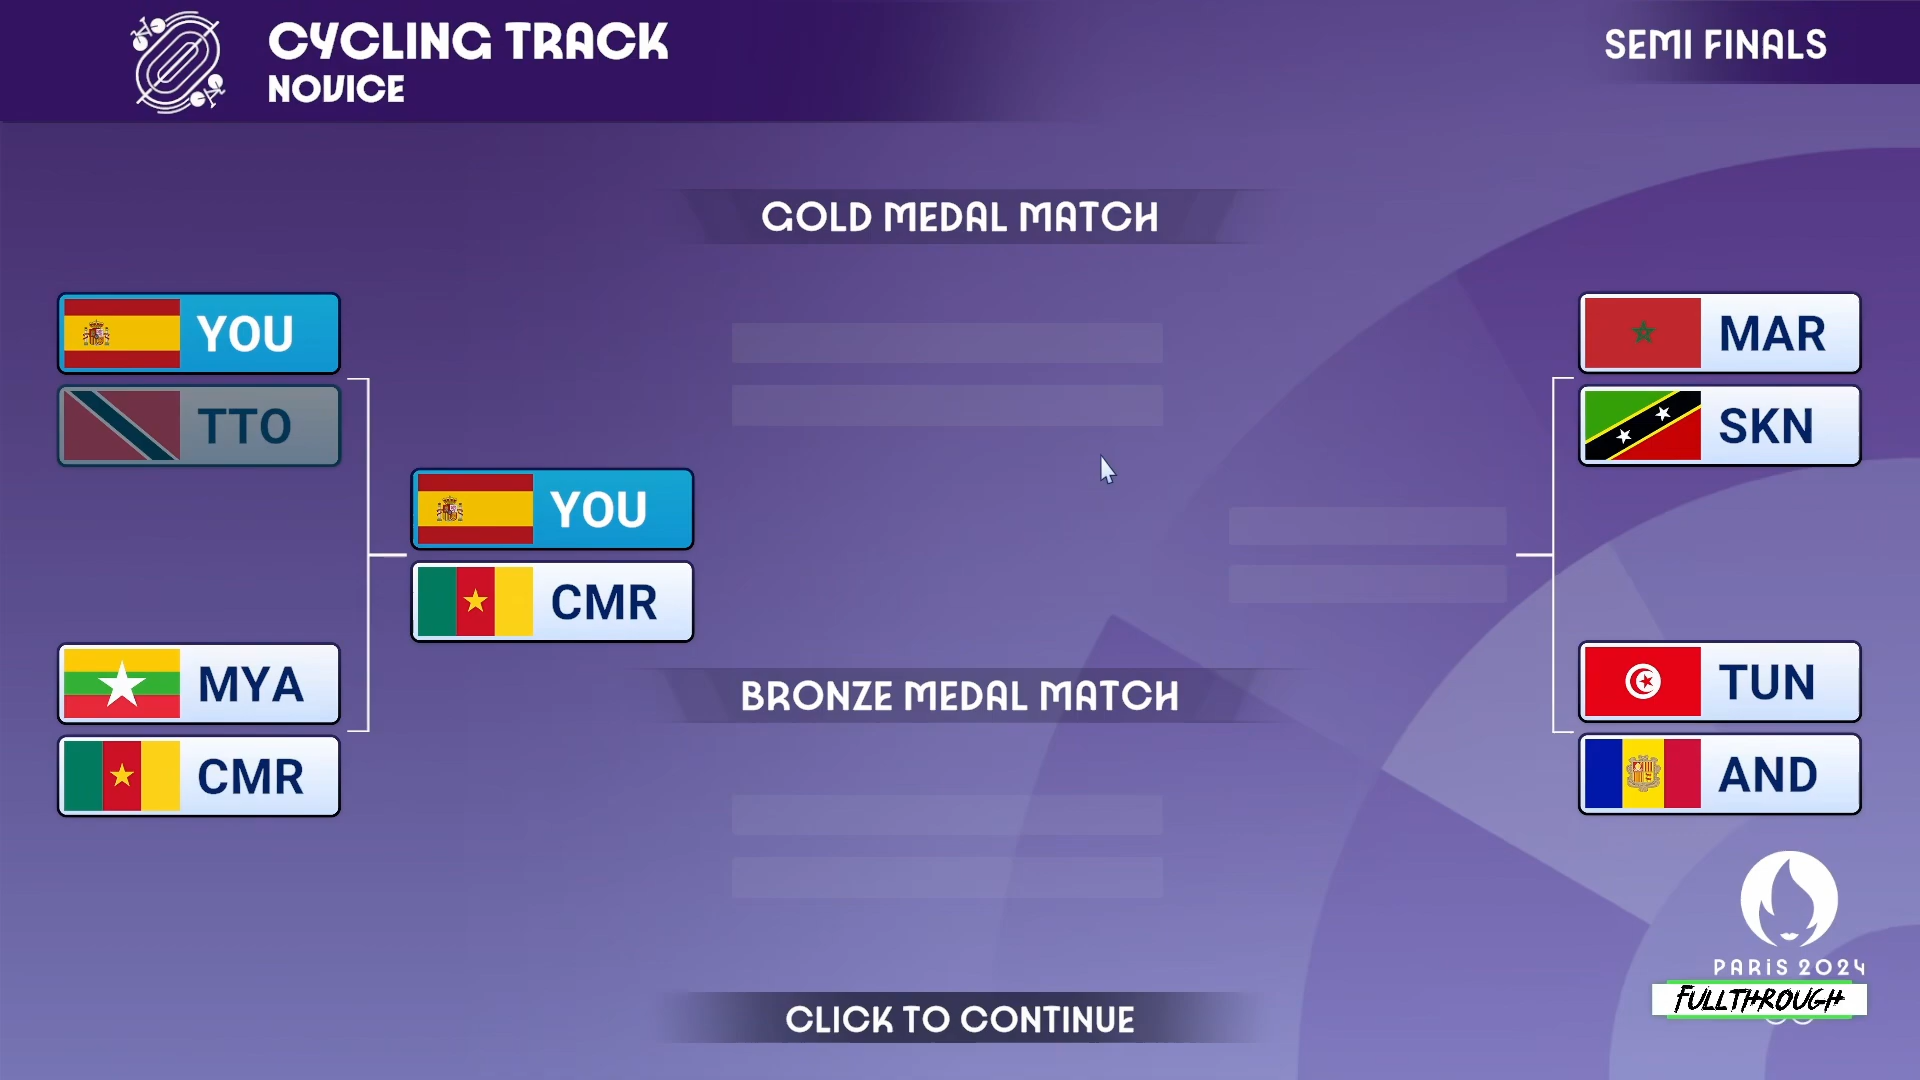 CYCLING TRACK
NOVICE
SEMI FINALS
GOLD MEDAL MATCH
YOU
TTO
YOU
CMR
MYA
CMR
MAR
SKN
TUN
AND
BRONZE MEDAL MATCH
PARIS 2024
FULLTHROUGH
CLICK TO CONTINUE